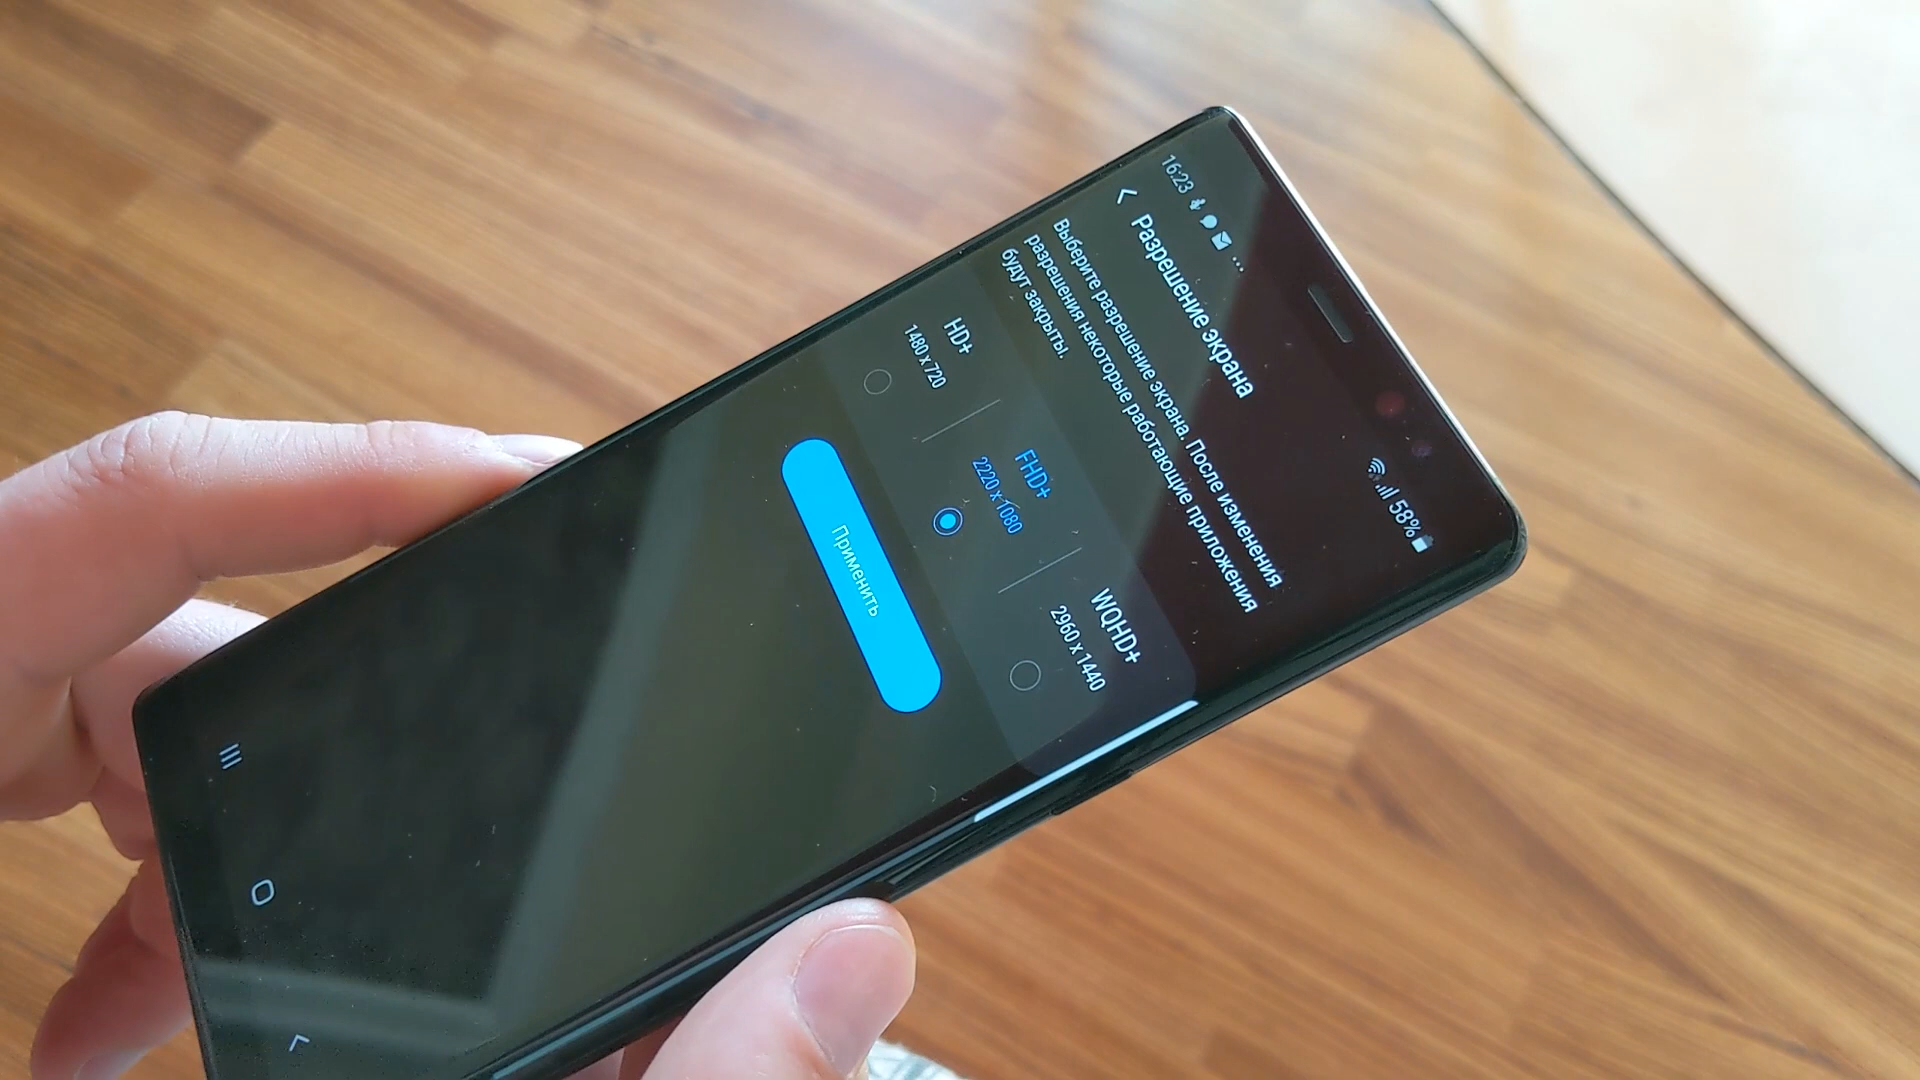 16:23
58%
Разрешение экрана
Выберите разрешение экрана. После изменения
разрешения некоторые работающие приложения
будут закрыты.
HD+
1480 x 720
FHD+
2220 x 1080
WQHD+
2960 x 1440
Применить